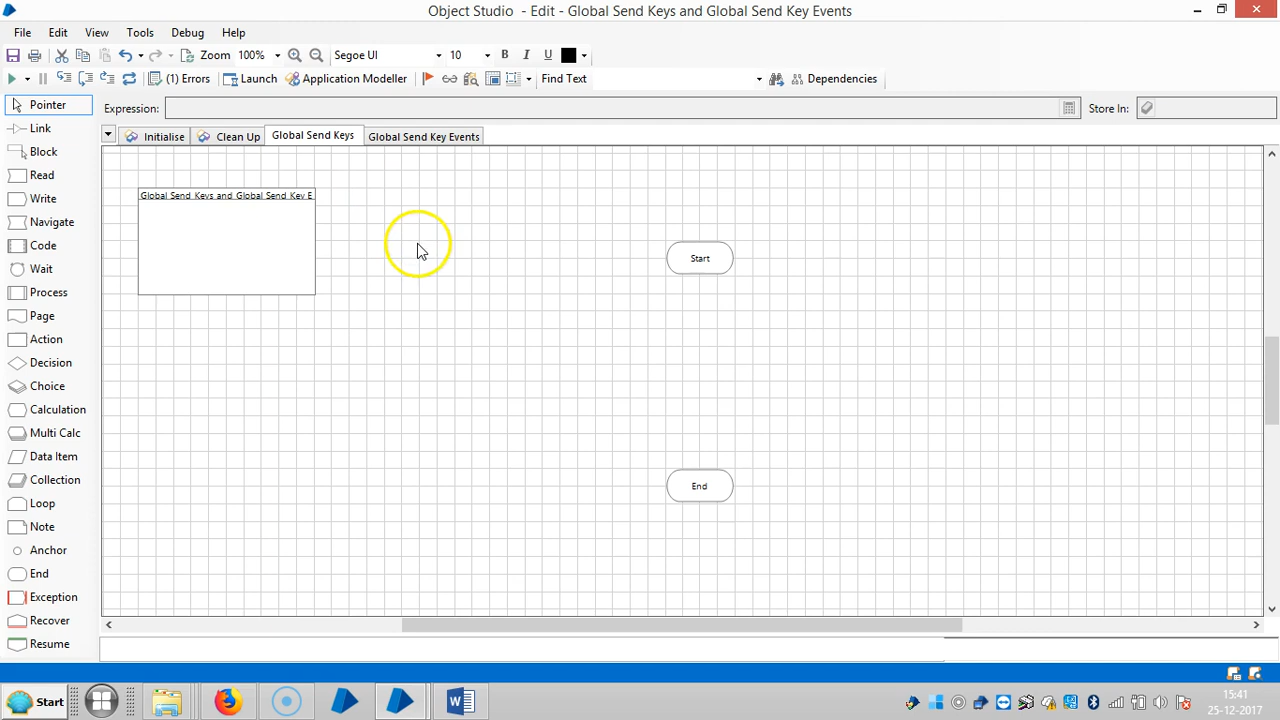 Object Studio - Edit - Global Send Keys and Global Send Key Events
File Edit View Tools Debug Help
Zoom 100% Segoe UI 10 B I U
(1) Errors Launch Application Modeller Find Text Dependencies
Pointer Expression: Store In:
Link Initialise Clean Up Global Send Keys Global Send Key Events
Block
Read
Write Global Send Keys and Global Send Key E
Navigate
Code Start
Wait
Process
Page
Action
Decision
Choice
Calculation
Multi Calc
Data Item
Collection End
Loop
Note
Anchor
End
Exception
Recover
Resume
Start 15:41
25-12-2017